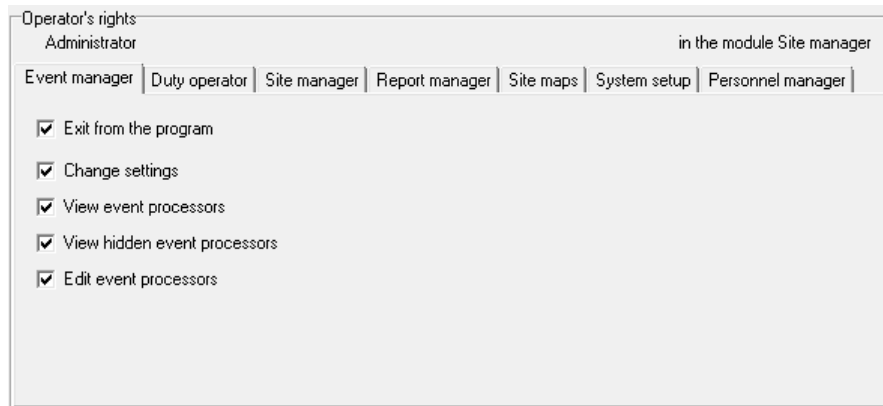 Operator's rights
Administrator in the module Site manager
Event manager Duty operator Site manager Report manager Site maps System setup Personnel manager
Exit from the program
Change settings
View event processors
View hidden event processors
Edit event processors